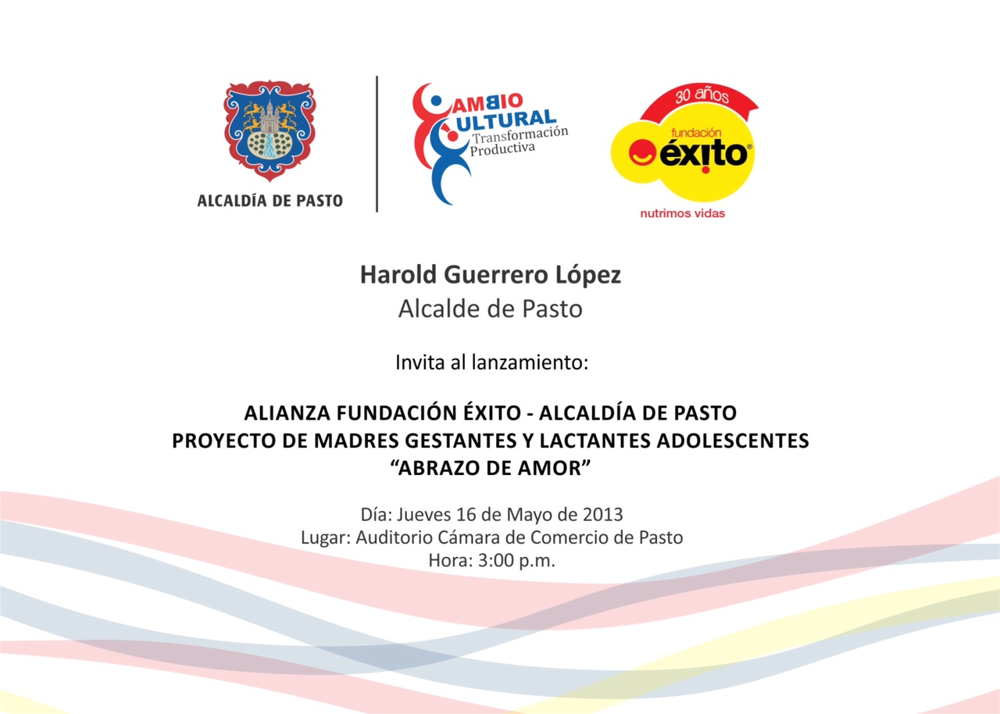 ALCALDÍA DE PASTO
CAMBIO
CULTURAL
Transformación
Productiva
30 años
fundación
éxito®
nutrimos vidas
Harold Guerrero López
Alcalde de Pasto
Invita al lanzamiento:
ALIANZA FUNDACIÓN ÉXITO - ALCALDÍA DE PASTO
PROYECTO DE MADRES GESTANTES Y LACTANTES ADOLESCENTES
“ABRAZO DE AMOR”
Día: Jueves 16 de Mayo de 2013
Lugar: Auditorio Cámara de Comercio de Pasto
Hora: 3:00 p.m.